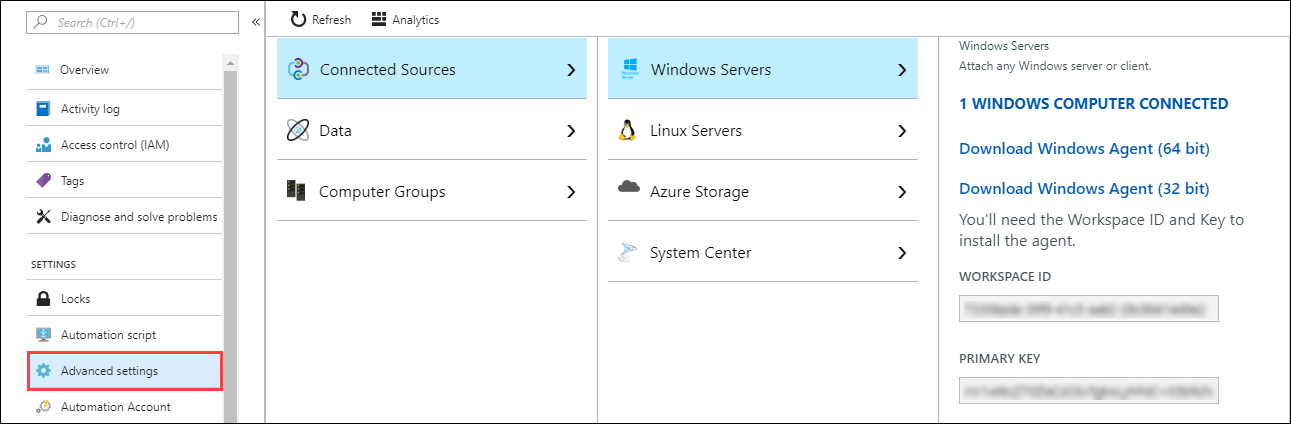 Search (Ctrl+/)
«
Overview
Activity log
Access control (IAM)
Tags
Diagnose and solve problems
SETTINGS
Locks
Automation script
Advanced settings
Automation Account
Refresh
Analytics
Connected Sources
Data
Computer Groups
Windows Servers
Linux Servers
Azure Storage
System Center
Windows Servers
Attach any Windows server or client.
1 WINDOWS COMPUTER CONNECTED
Download Windows Agent (64 bit)
Download Windows Agent (32 bit)
You'll need the Workspace ID and Key to
install the agent.
WORKSPACE ID
PRIMARY KEY